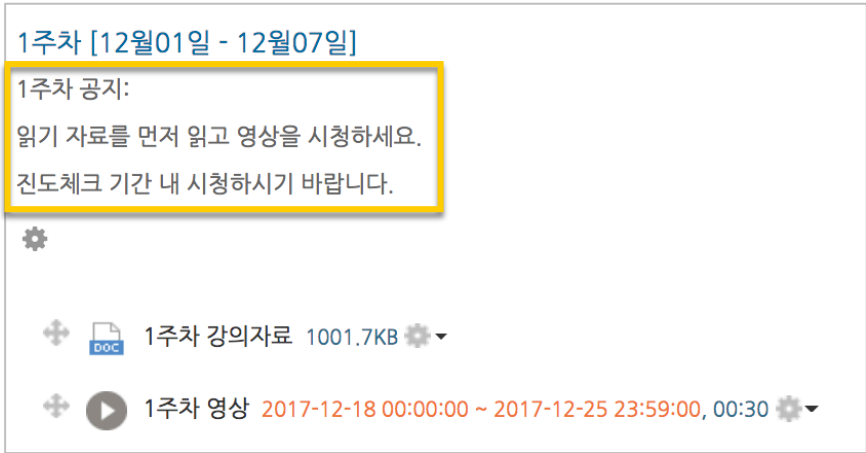 1주차 [12월01일 - 12월07일]
1주차 공지:
읽기 자료를 먼저 읽고 영상을 시청하세요.
진도체크 기간 내 시청하시기 바랍니다.
DOC 1주차 강의자료 1001.7KB
1주차 영상 2017-12-18 00:00:00 ~ 2017-12-25 23:59:00, 00:30